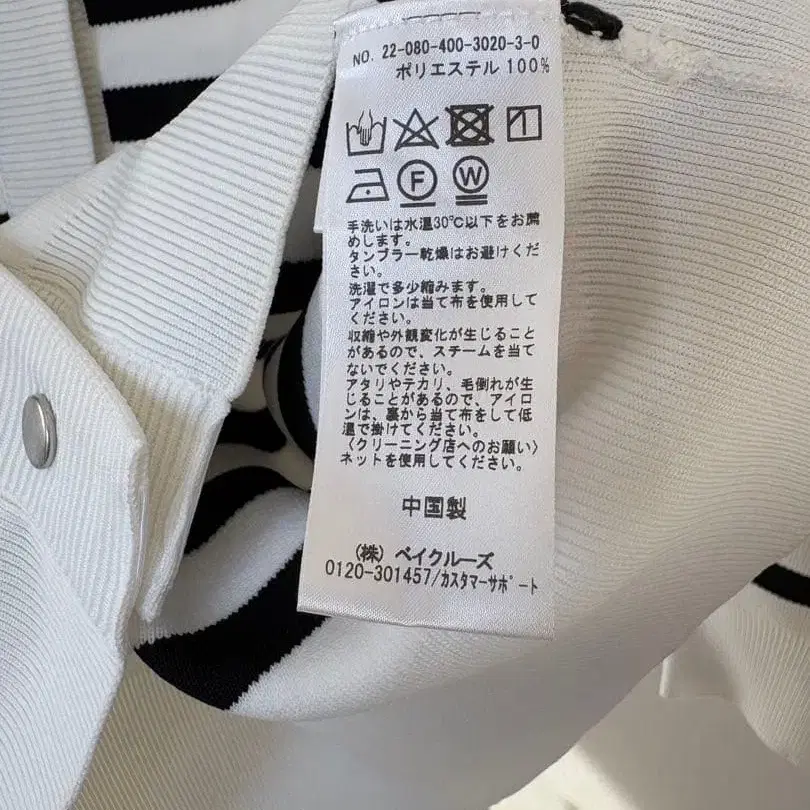 NO. 22-080-400-3020-3-0
ポリエステル 100%
F
W
手洗いは水温30℃以下をお薦
めします。
タンブラー乾燥はお避けくだ
さい。
洗濯で多少縮みます。
アイロンは当て布を使用して
ください。
収縮や外観変化が生じること
があるので、スチームを当て
ないでください。
アタリやテカリ、毛倒れが生
じることがあるので、アイロ
ンは、裏から当て布をして低
温で掛けてください。
〈クリーニング店へのお願い〉
ネットを使用してください。
中国製
(株) ベイクルーズ
0120-301457/カスタマーサポート